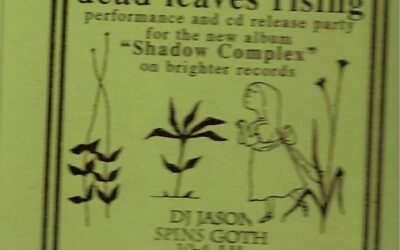 dead leaves rising
performance and cd release party
for the new album
"Shadow Complex"
on brighter records
DJ JASON
SPINS GOTH